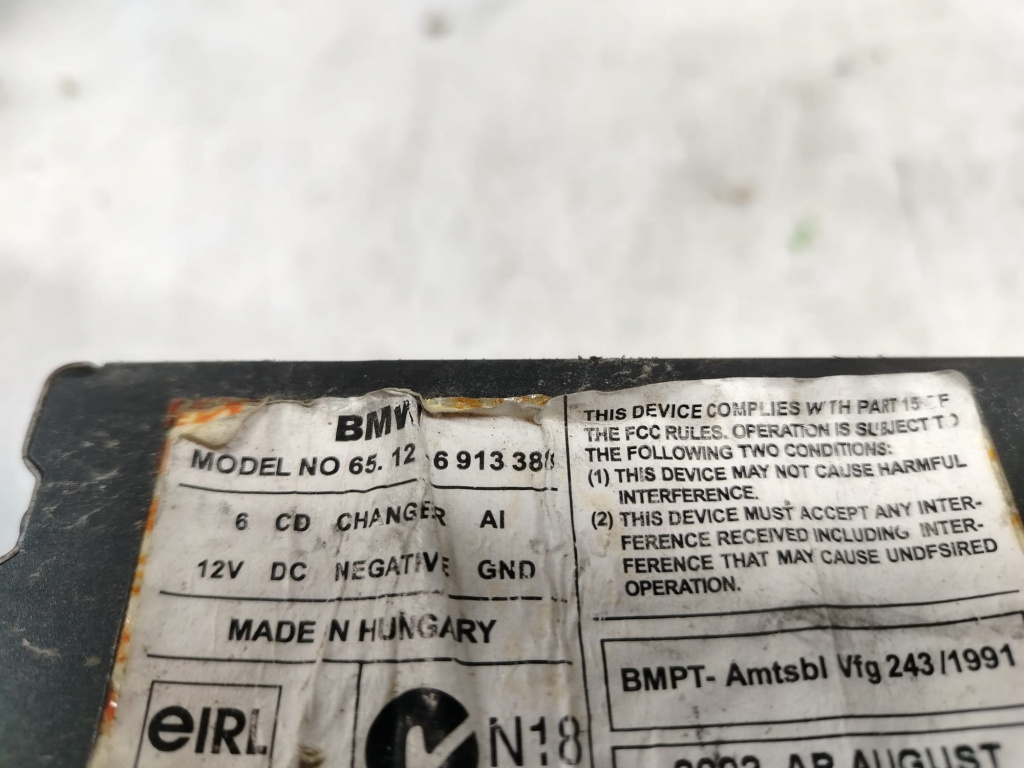 BMW
MODEL NO 65.12 6 913 38
6 CD CHANGER AI
12V DC NEGATIVE GND
MADE IN HUNGARY
eIRL
N18
THIS DEVICE COMPLIES WITH PART 15 OF
THE FCC RULES. OPERATION IS SUBJECT TO
THE FOLLOWING TWO CONDITIONS:
(1) THIS DEVICE MAY NOT CAUSE HARMFUL
INTERFERENCE.
(2) THIS DEVICE MUST ACCEPT ANY INTER-
FERENCE RECEIVED INCLUDING INTER-
FERENCE THAT MAY CAUSE UNDESIRED
OPERATION.
BMPT- Amtsbl Vfg 243/1991
AUGUST